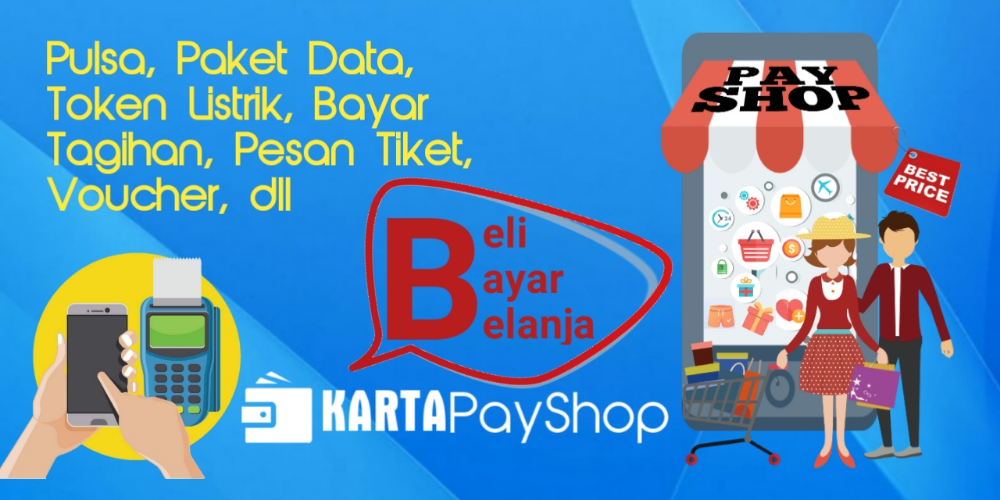 Pulsa, Paket Data,
Token Listrik, Bayar
Tagihan, Pesan Tiket,
Voucher, dll
Beli
Bayar
Belanja
KARTAPayShop
PAY
SHOP
BEST
PRICE
24
$